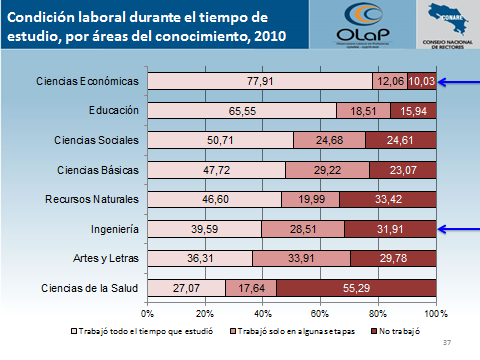 Condición laboral durante el tiempo de
estudio, por áreas del conocimiento, 2010
OLaP
CONARE
CONSEJO NACIONAL
DE RECTORES
Ciencias Económicas 77,91 12,06 10,03
Educación 65,55 18,51 15,94
Ciencias Sociales 50,71 24,68 24,61
Ciencias Básicas 47,72 29,22 23,07
Recursos Naturales 46,60 19,99 33,42
Ingeniería 39,59 28,51 31,91
Artes y Letras 36,31 33,91 29,78
Ciencias de la Salud 27,07 17,64 55,29
0% 20% 40% 60% 80% 100%
Trabajó todo el tiempo que estudió Trabajó solo en algunas etapas No trabajó
37